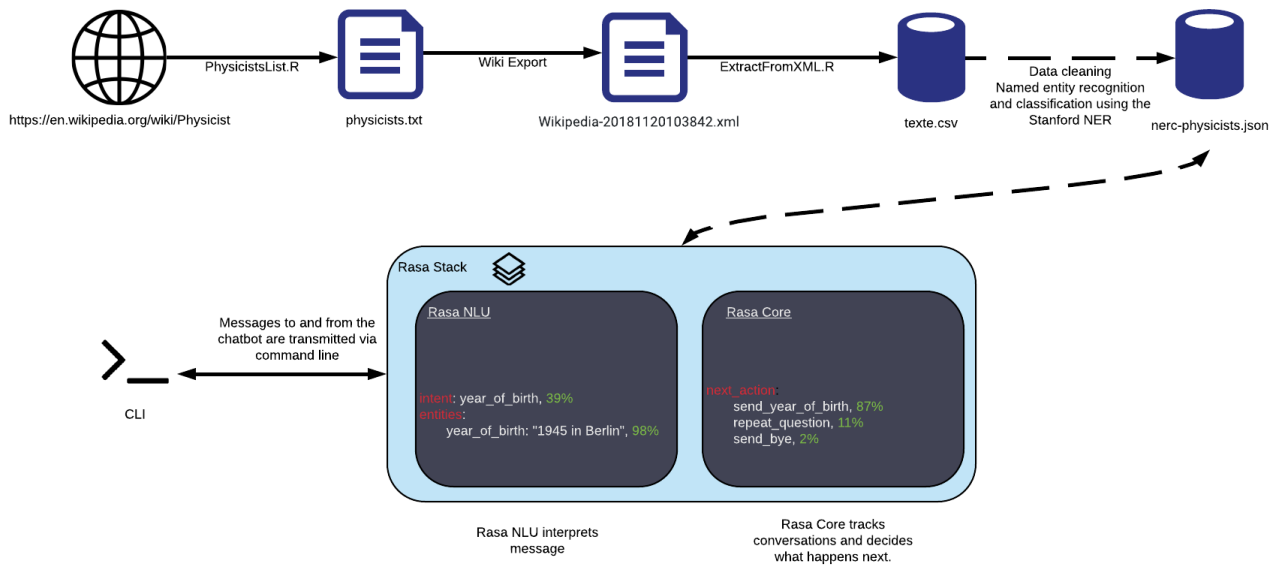 PhysicistsList.R
Wiki Export
ExtractFromXML.R
Data cleaning
Named entity recognition
and classification using the
Stanford NER
https://en.wikipedia.org/wiki/Physicist
physicists.txt
Wikipedia-20181120103842.xml
texte.csv
nerc-physicists.json
Rasa Stack
Messages to and from the
chatbot are transmitted via
command line
CLI
Rasa NLU
intent: year_of_birth, 39%
entities:
year_of_birth: "1945 in Berlin", 98%
Rasa Core
next_action:
send_year_of_birth, 87%
repeat_question, 11%
send_bye, 2%
Rasa NLU interprets
message
Rasa Core tracks
conversations and decides
what happens next.